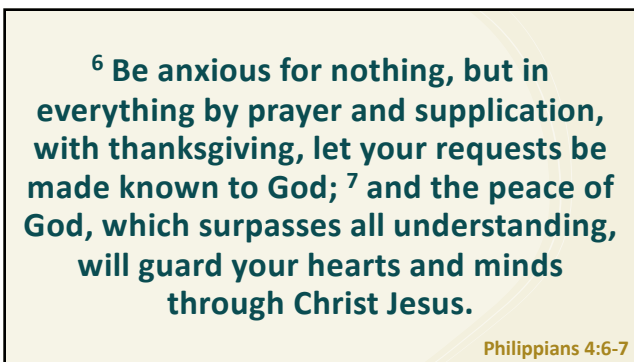 ⁶ Be anxious for nothing, but in
everything by prayer and supplication,
with thanksgiving, let your requests be
made known to God; ⁷ and the peace of
God, which surpasses all understanding,
will guard your hearts and minds
through Christ Jesus.
Philippians 4:6-7